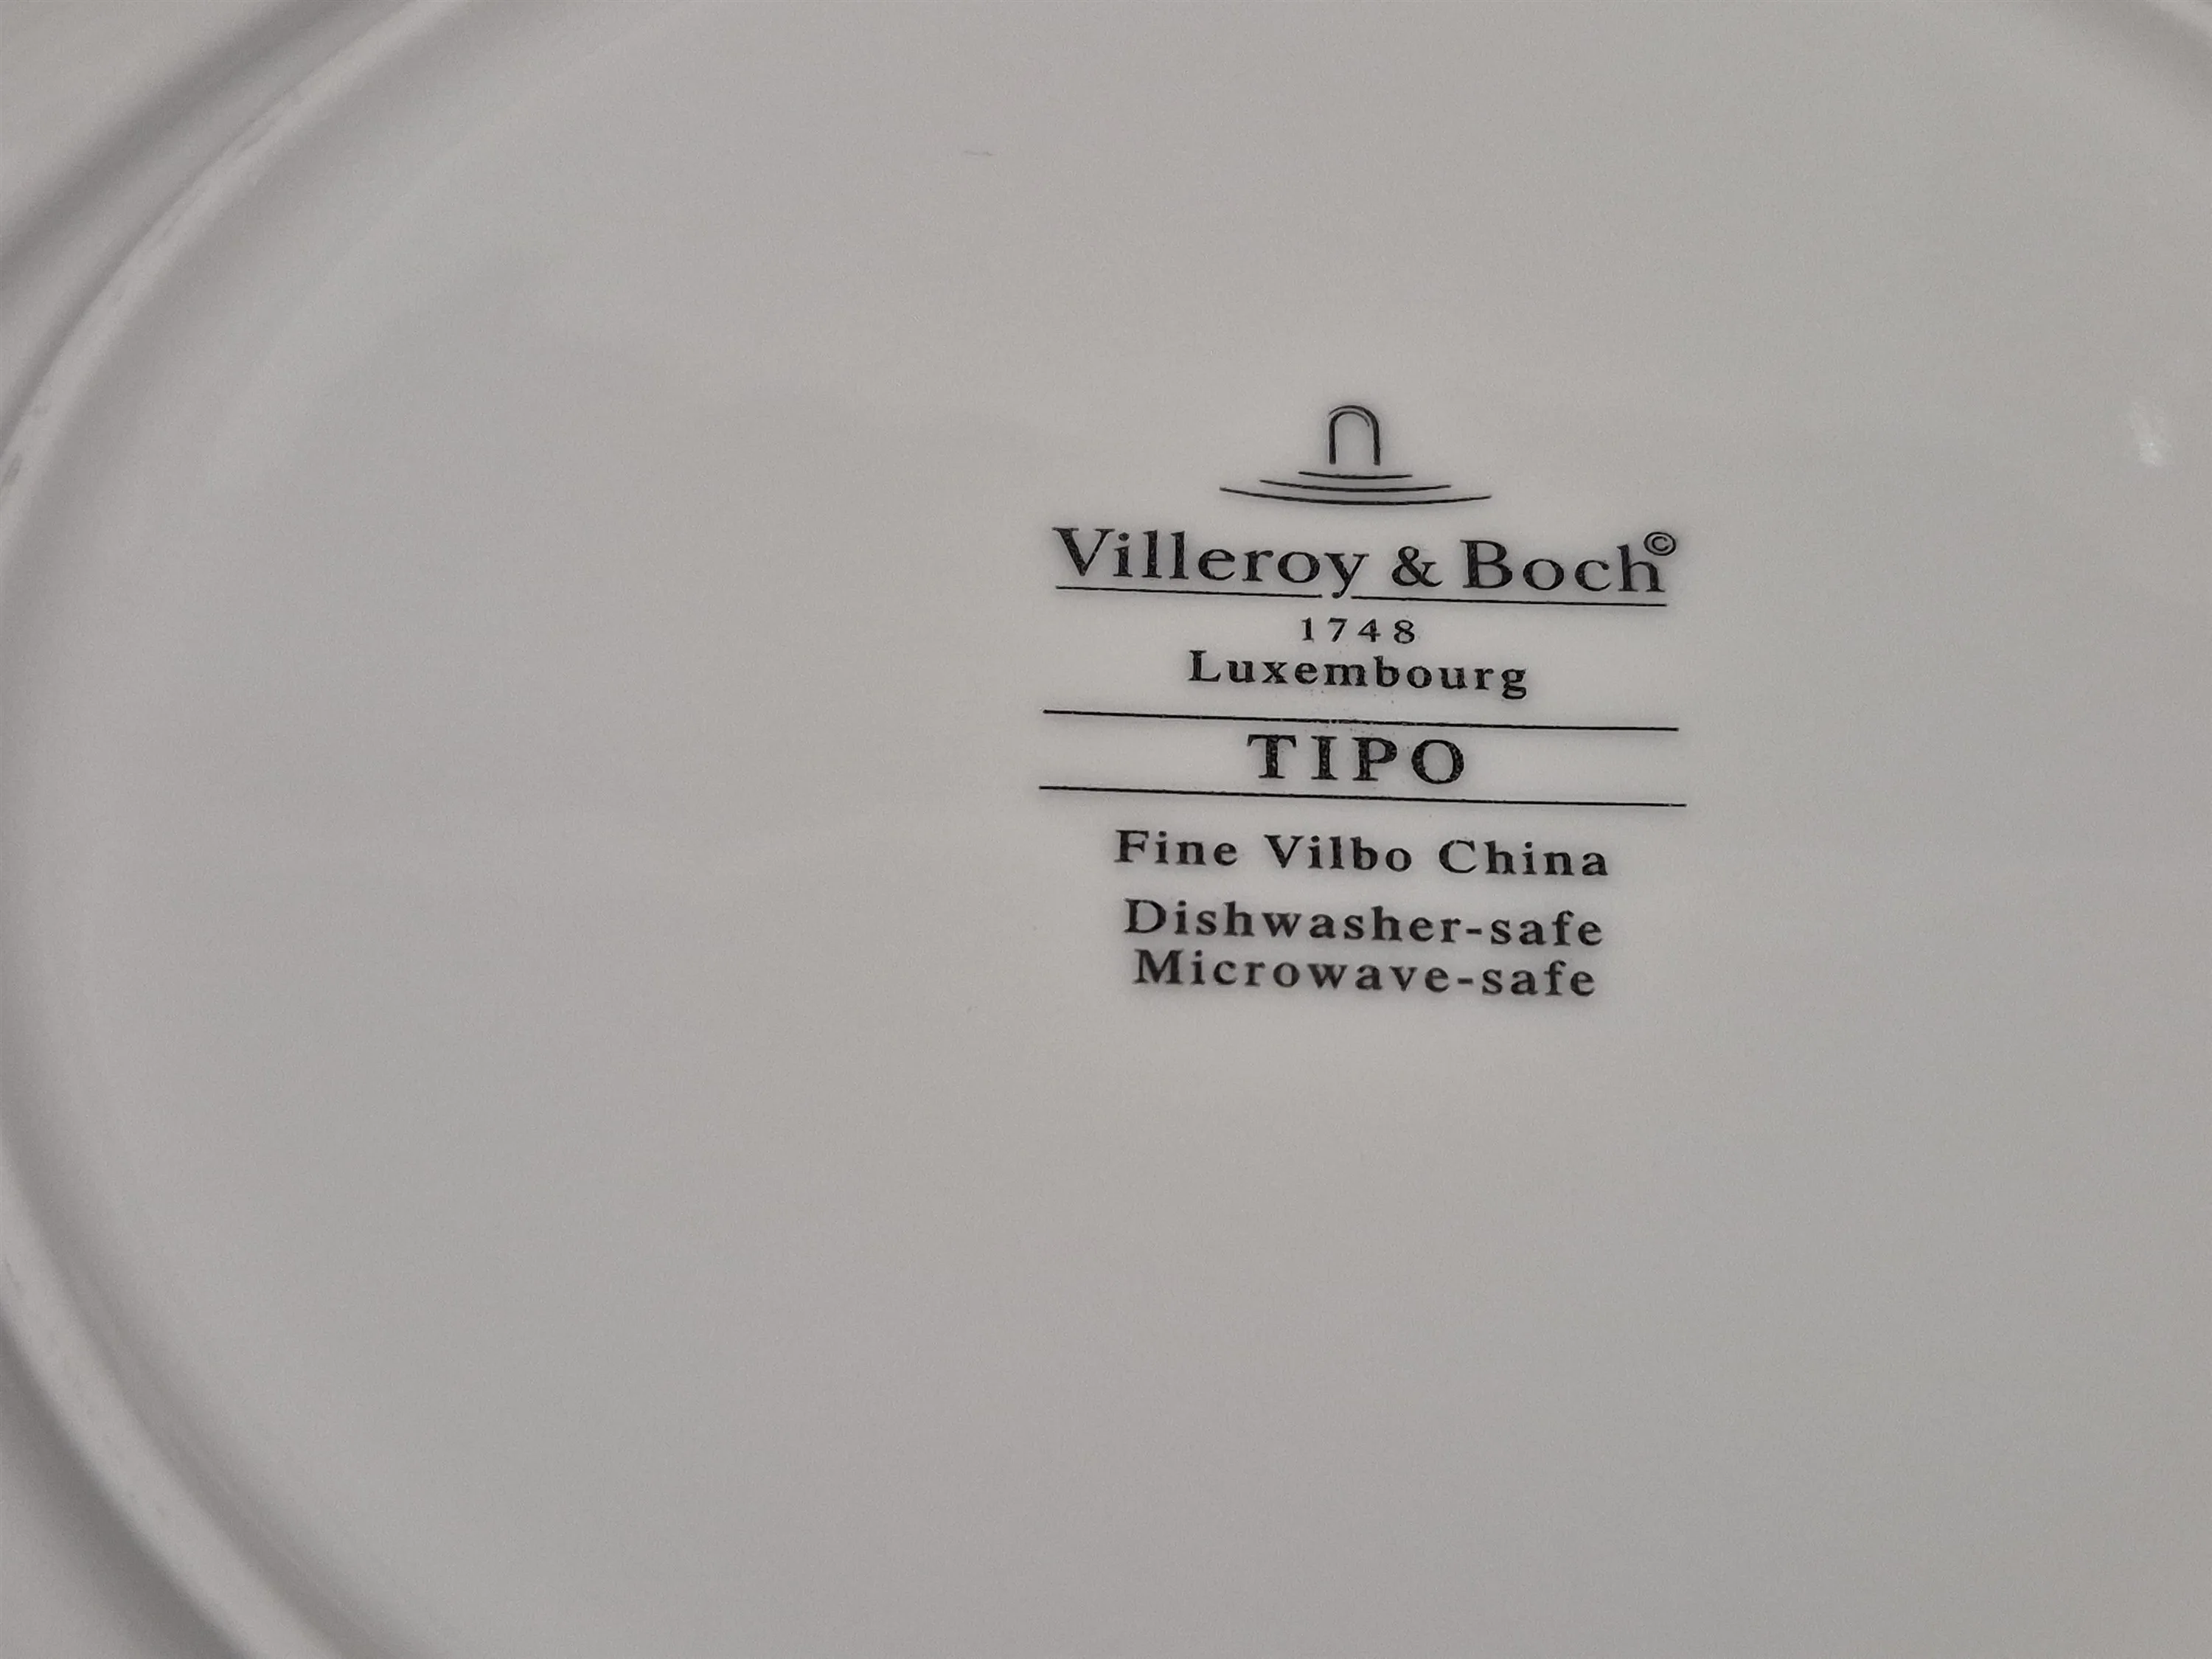 Villeroy & Boch©
1748
Luxembourg
TIPO
Fine Vilbo China
Dishwasher-safe
Microwave-safe